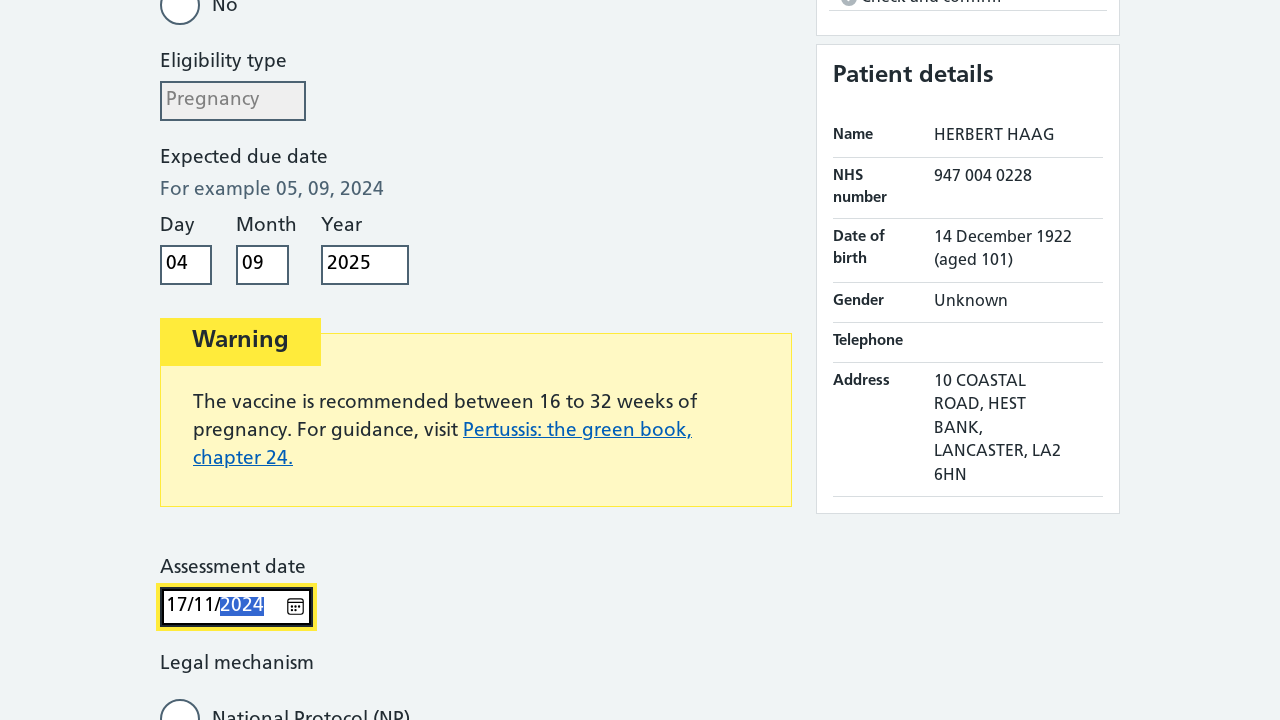 No
Eligibility type
Pregnancy
Expected due date
For example 05, 09, 2024
Day Month Year
04 09 2025
Warning
The vaccine is recommended between 16 to 32 weeks of
pregnancy. For guidance, visit Pertussis: the green book,
chapter 24.
Assessment date
17/11/2024
Legal mechanism
National Protocol (NP)
Check and confirm
Patient details
Name HERBERT HAAG
NHS number 947 004 0228
Date of birth 14 December 1922 (aged 101)
Gender Unknown
Telephone
Address 10 COASTAL
ROAD, HEST
BANK,
LANCASTER, LA2
6HN